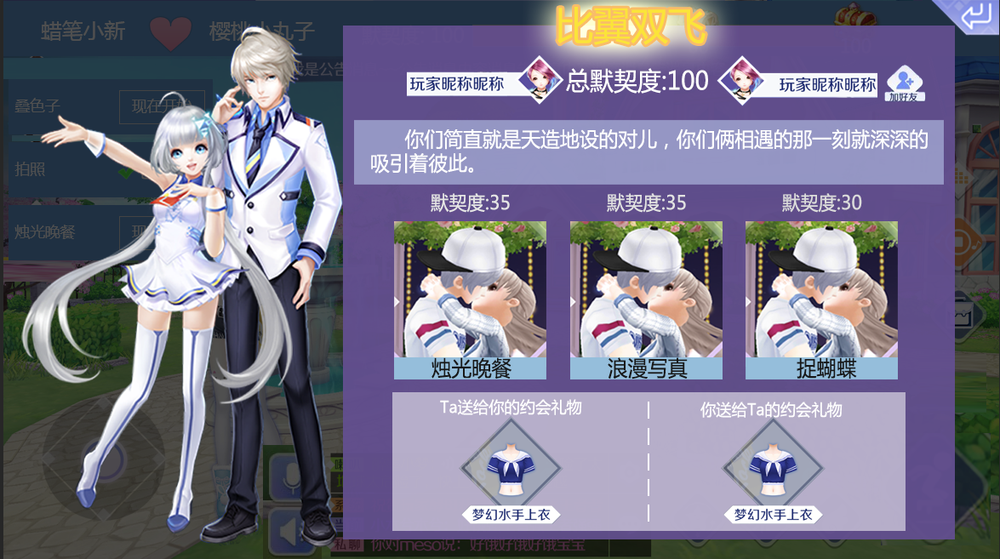 比翼双飞
蜡笔小新
樱桃小丸子
玩家昵称昵称
总默契度:100
玩家昵称昵称
加好友
叠色子
现在开始
拍照
烛光晚餐
你们简直就是天造地设的对儿，你们俩相遇的那一刻就深深的
吸引着彼此。
默契度:35
默契度:35
默契度:30
烛光晚餐
浪漫写真
捉蝴蝶
Ta送给你的约会礼物
你送给Ta的约会礼物
梦幻水手上衣
梦幻水手上衣
私聊 你对meso说：好饿好饿好饿宝宝